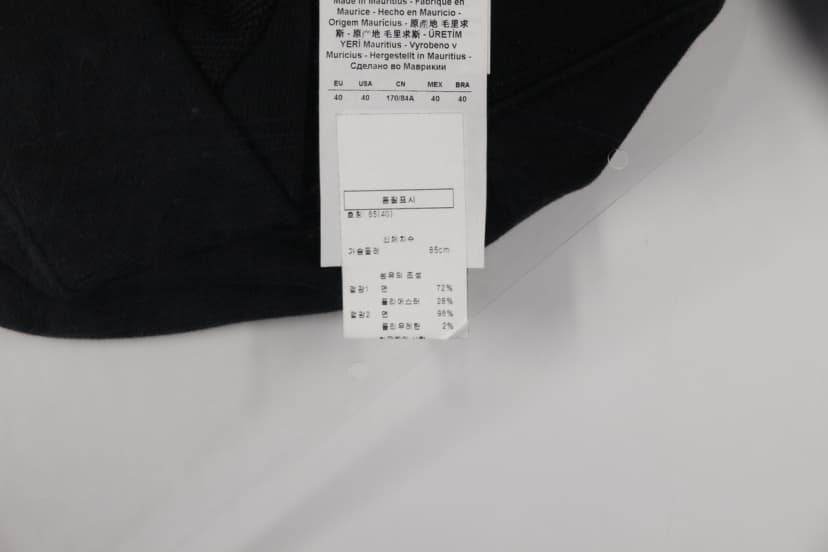 Made in Mauritius - Fabriqué en
Maurice - Hecho en Mauricio -
Origem Maurícius - 原產地 毛里求
斯 - 原产地 毛里求斯 - ÜRETİM
YERİ Mauritius - Vyrobeno v
Muricius - Hergestellt in Mauritius -
Сделано во Маврикии
EU USA CN MEX BRA
40 40 170/84A 40 40
품질표시
호칭 65(40)
신체치수
가슴둘레 85cm
섬유의 조성
겉감1 면 72%
폴리에스터 28%
겉감2 면 98%
폴리우레탄 2%